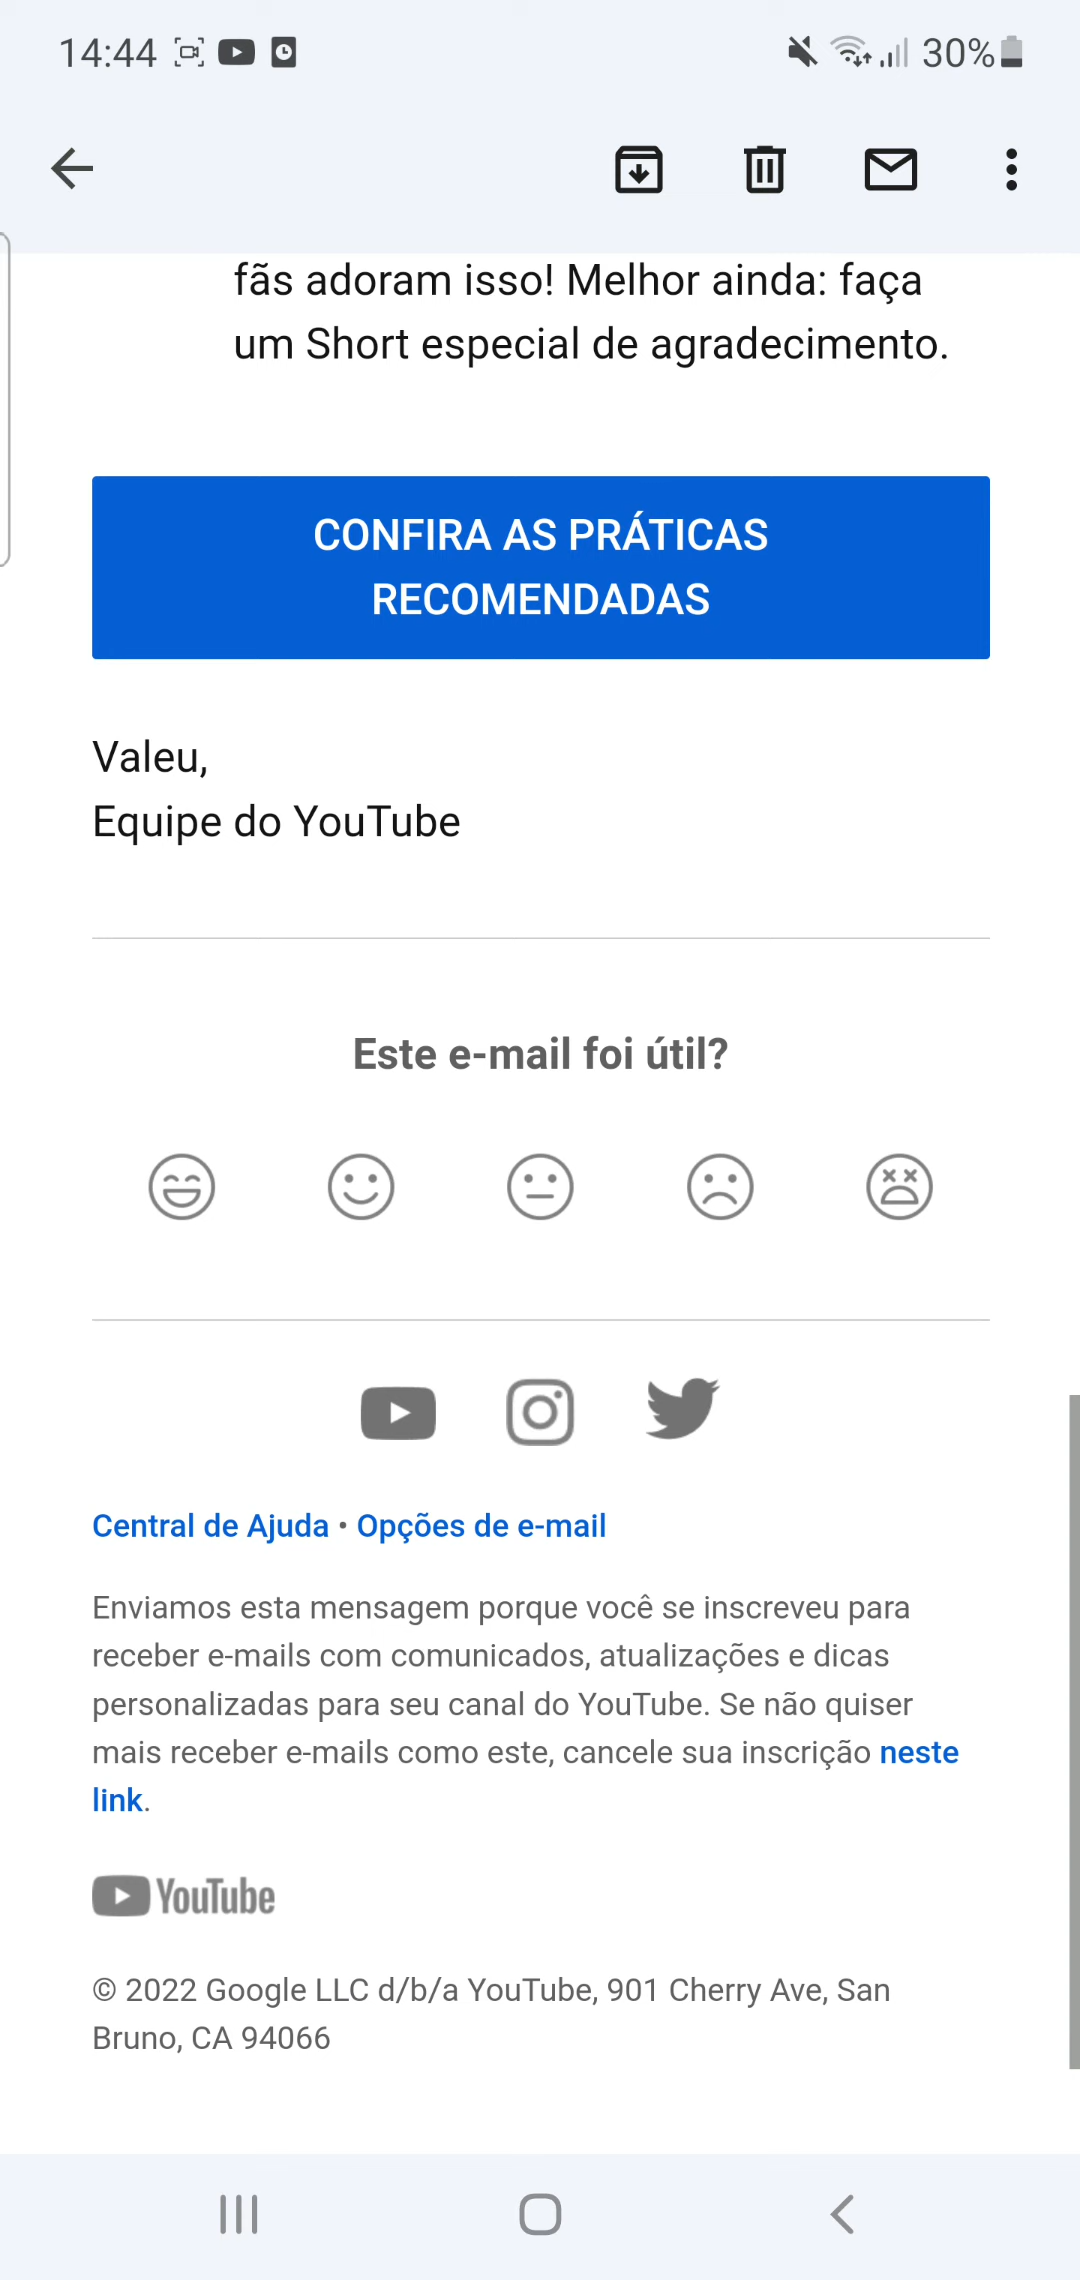 14:44
30%
fãs adoram isso! Melhor ainda: faça
um Short especial de agradecimento.
CONFIRA AS PRÁTICAS
RECOMENDADAS
Valeu,
Equipe do YouTube
Este e-mail foi útil?
Central de Ajuda • Opções de e-mail
Enviamos esta mensagem porque você se inscreveu para
receber e-mails com comunicados, atualizações e dicas
personalizadas para seu canal do YouTube. Se não quiser
mais receber e-mails como este, cancele sua inscrição neste
link.
YouTube
© 2022 Google LLC d/b/a YouTube, 901 Cherry Ave, San
Bruno, CA 94066